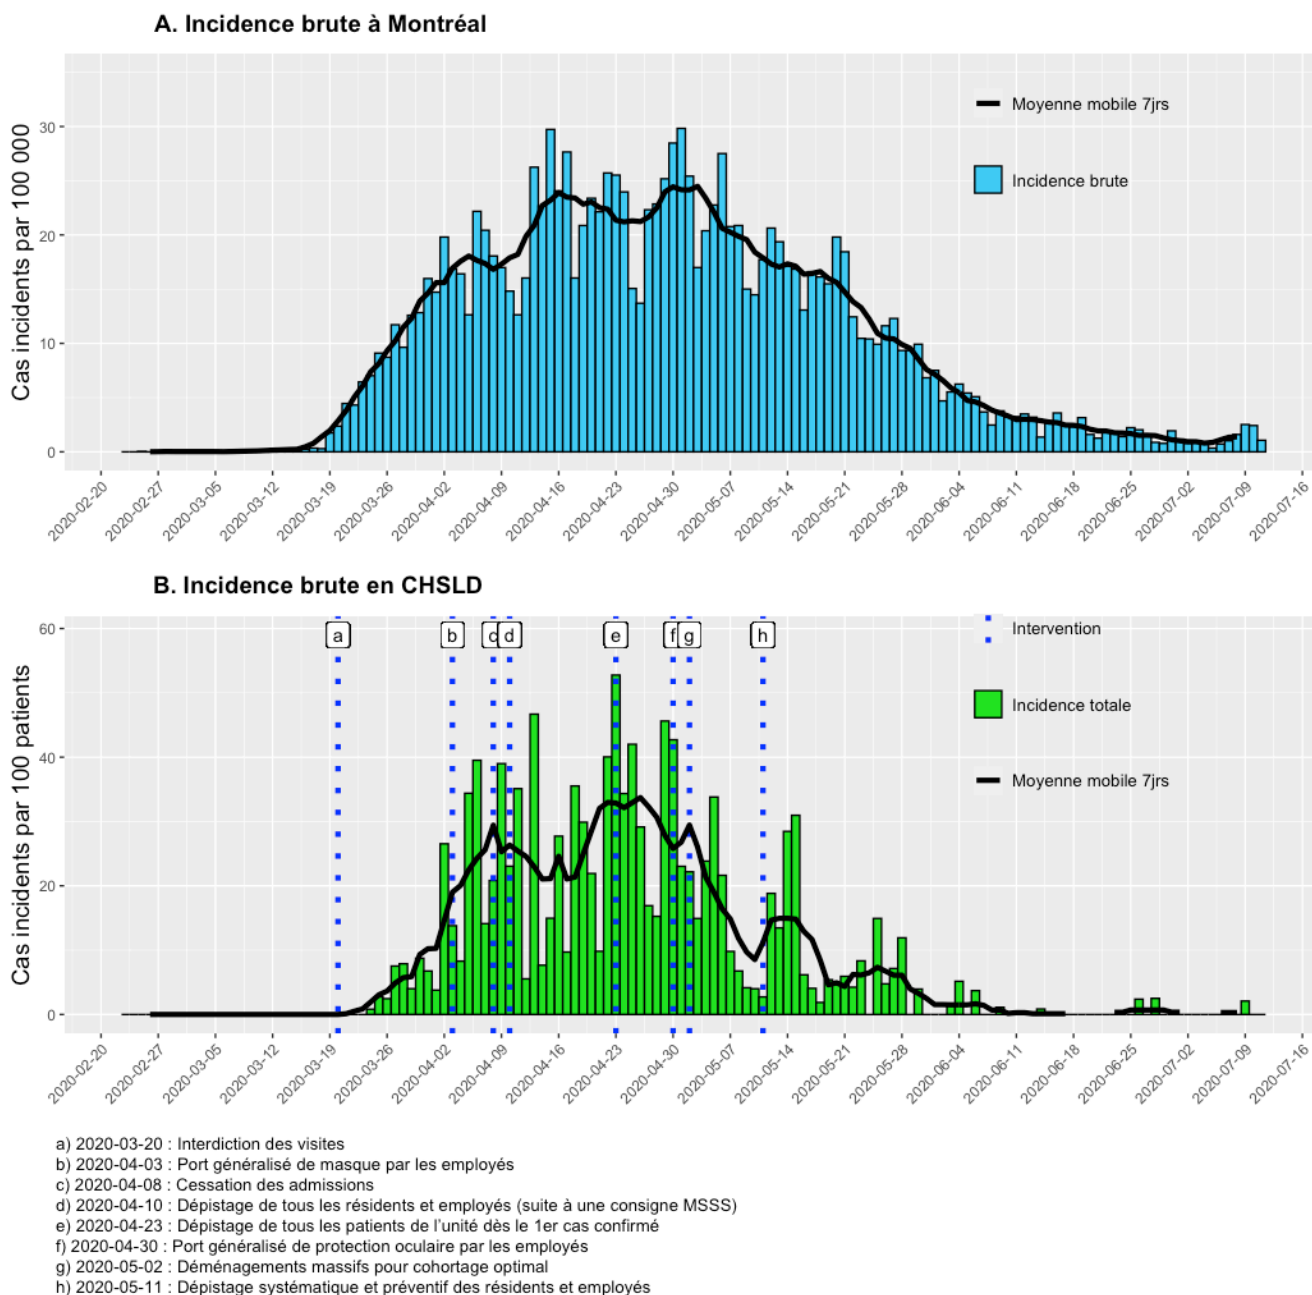 A. Incidence brute à Montréal
Cas incidents par 100 000
30
20
10
0
Moyenne mobile 7jrs
Incidence brute
2020-02-20 2020-02-27 2020-03-05 2020-03-12 2020-03-19 2020-03-26 2020-04-02 2020-04-09 2020-04-16 2020-04-23 2020-04-30 2020-05-07 2020-05-14 2020-05-21 2020-05-28 2020-06-04 2020-06-11 2020-06-18 2020-06-25 2020-07-02 2020-07-09 2020-07-16
B. Incidence brute en CHSLD
Cas incidents par 100 patients
60
40
20
0
a b c d e f g h
Intervention
Incidence totale
Moyenne mobile 7jrs
2020-02-20 2020-02-27 2020-03-05 2020-03-12 2020-03-19 2020-03-26 2020-04-02 2020-04-09 2020-04-16 2020-04-23 2020-04-30 2020-05-07 2020-05-14 2020-05-21 2020-05-28 2020-06-04 2020-06-11 2020-06-18 2020-06-25 2020-07-02 2020-07-09 2020-07-16
a) 2020-03-20 : Interdiction des visites
b) 2020-04-03 : Port généralisé de masque par les employés
c) 2020-04-08 : Cessation des admissions
d) 2020-04-10 : Dépistage de tous les résidents et employés (suite à une consigne MSSS)
e) 2020-04-23 : Dépistage de tous les patients de l'unité dès le 1er cas confirmé
f) 2020-04-30 : Port généralisé de protection oculaire par les employés
g) 2020-05-02 : Déménagements massifs pour cohortage optimal
h) 2020-05-11 : Dépistage systématique et préventif des résidents et employés